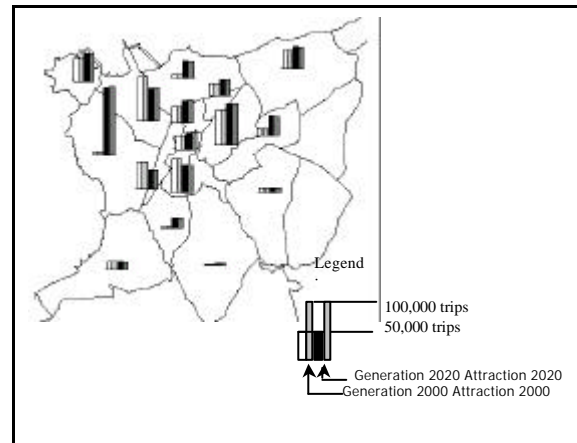 Legend
.
100,000 trips
50,000 trips
Generation 2020 Attraction 2020
Generation 2000 Attraction 2000